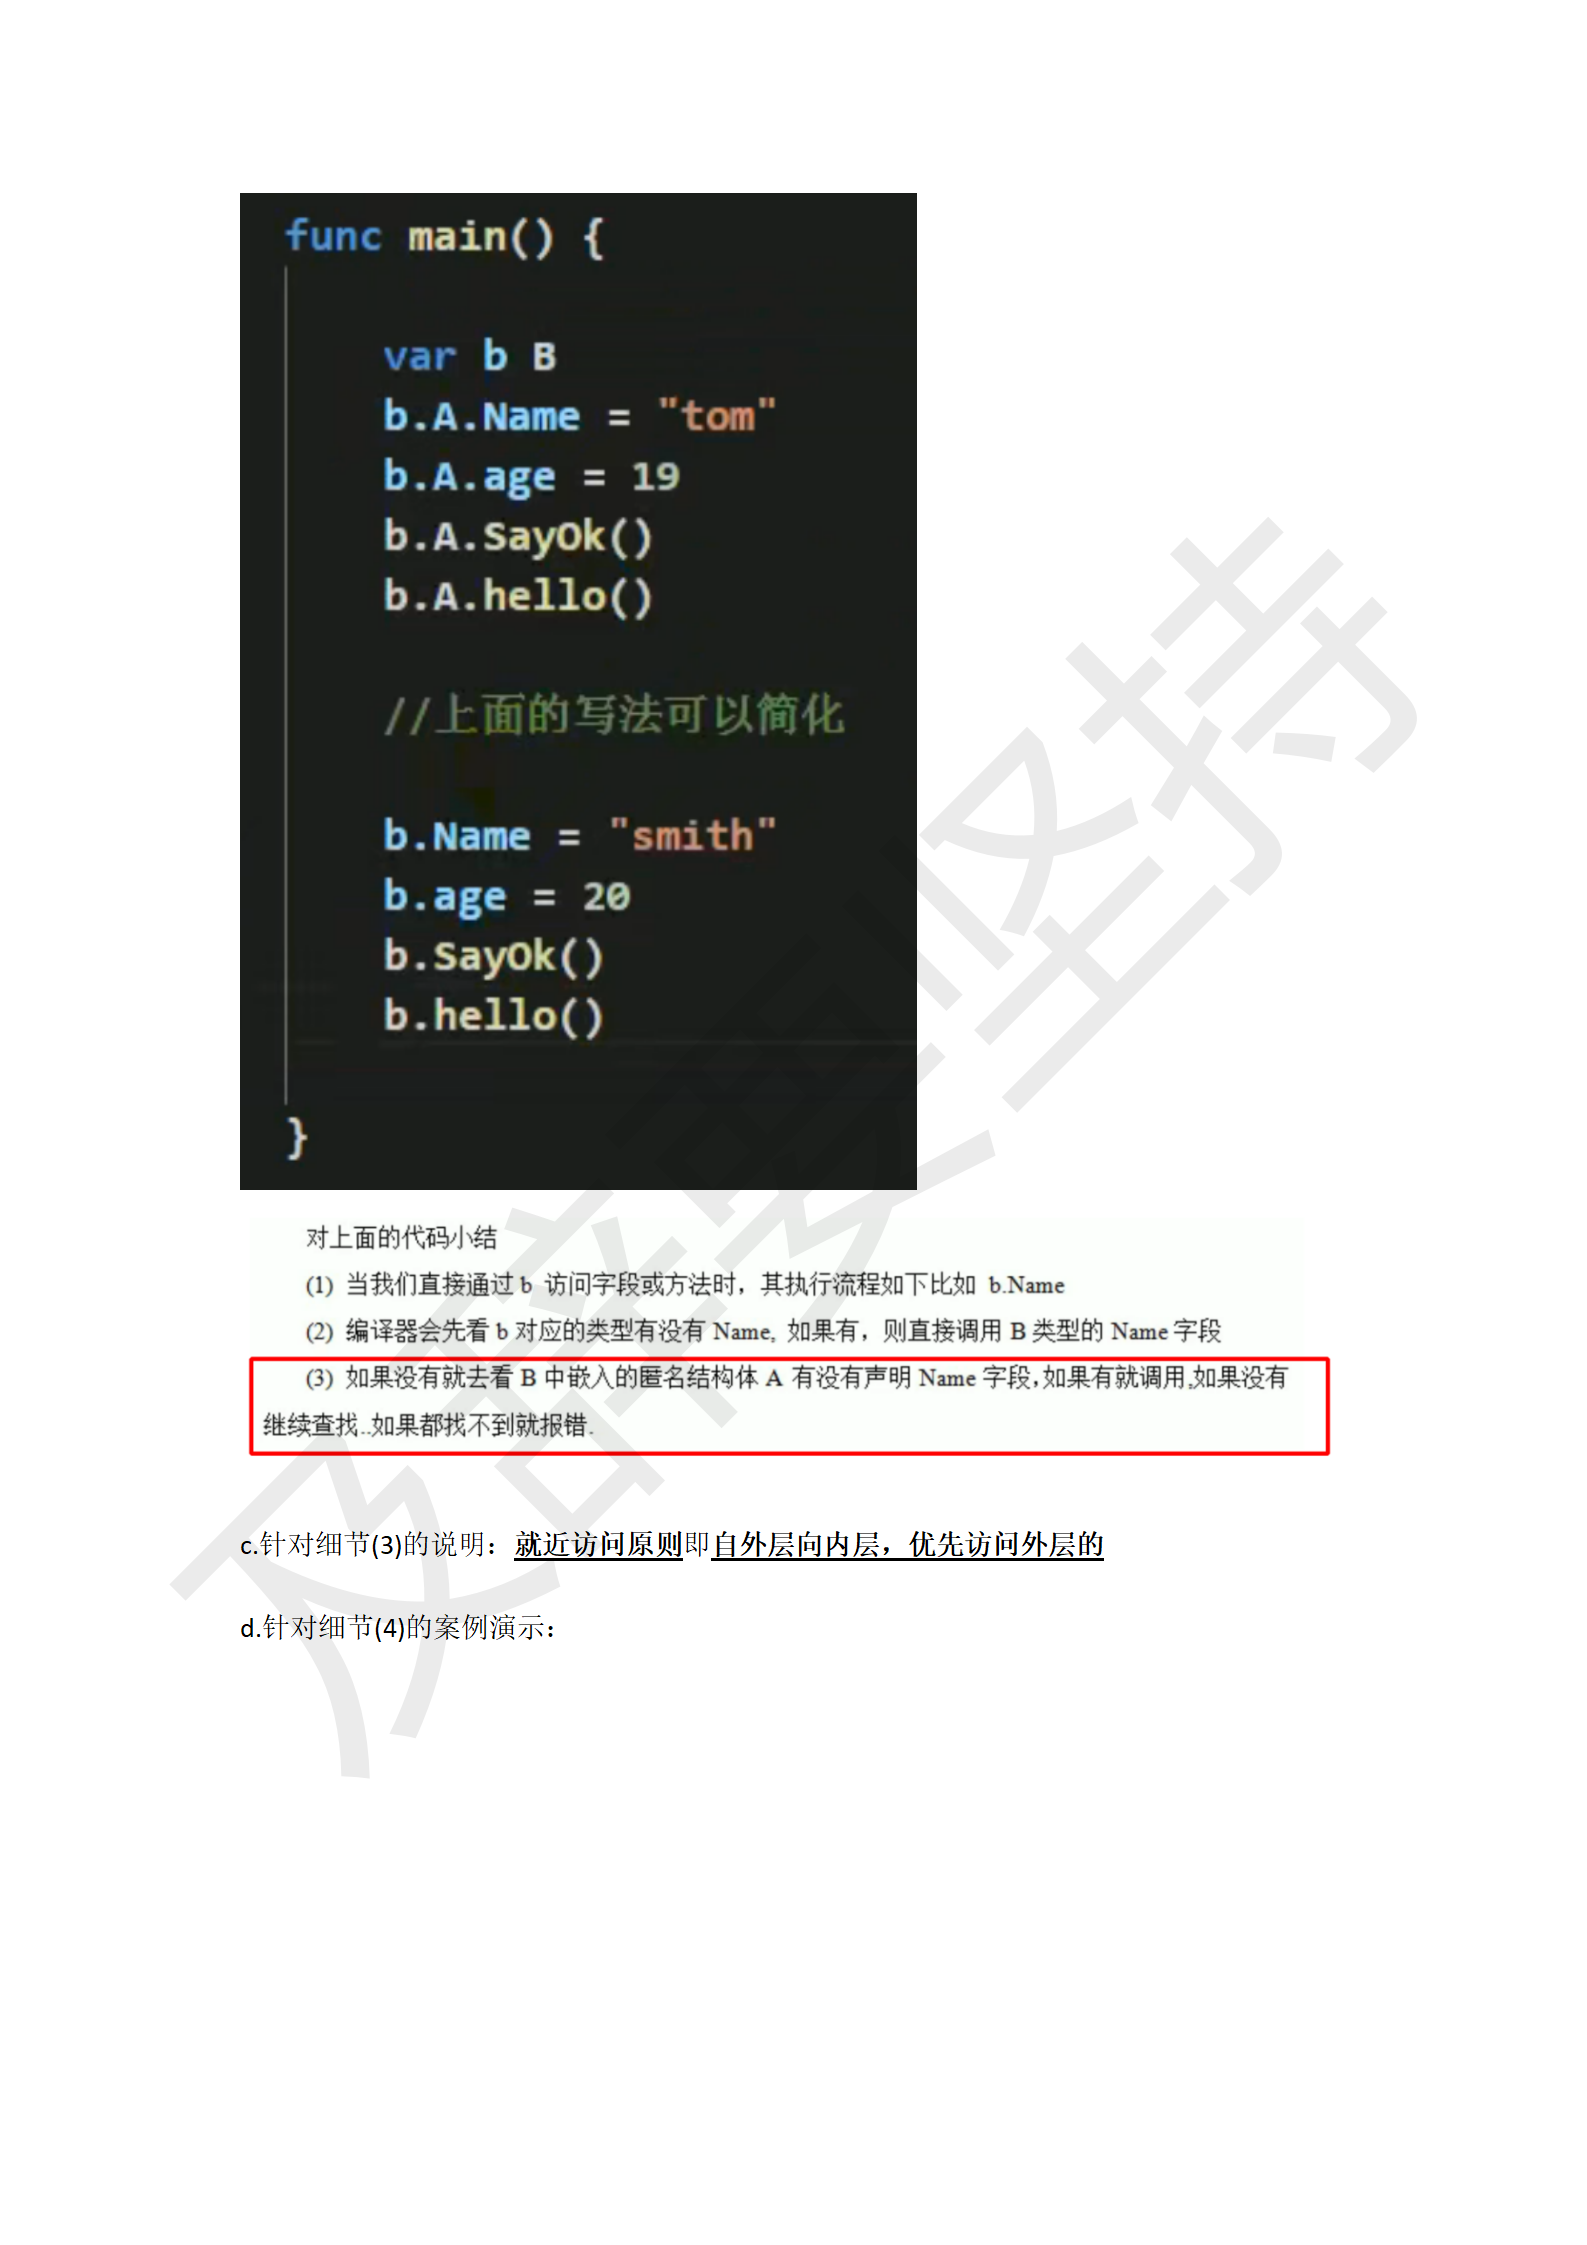 func main() {
var b B
b.A.Name = "tom"
b.A.age = 19
b.A.SayOk()
b.A.hello()
//上面的写法可以简化
b.Name = "smith"
b.age = 20
b.SayOk()
b.hello()
}
对上面的代码小结
(1) 当我们直接通过 b 访问字段或方法时，其执行流程如下比如 b.Name
(2) 编译器会先看 b 对应的类型有没有 Name, 如果有，则直接调用 B 类型的 Name 字段
(3) 如果没有就去看 B 中嵌入的匿名结构体 A 有没有声明 Name 字段，如果有就调用,如果没有
继续查找..如果都找不到就报错.
c.针对细节(3)的说明：就近访问原则即自外层向内层，优先访问外层的
d.针对细节(4)的案例演示：
及辞要坚持